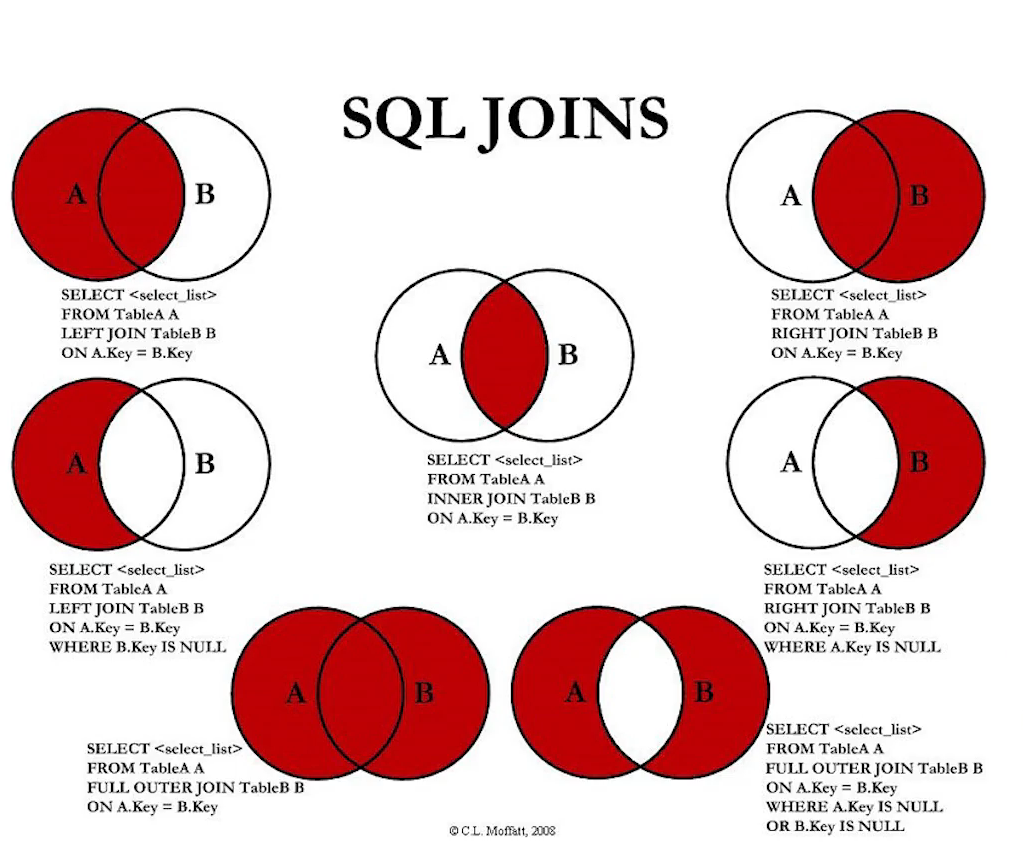 SQL JOINS
A B
SELECT <select_list>
FROM TableA A
LEFT JOIN TableB B
ON A.Key = B.Key
A B
SELECT <select_list>
FROM TableA A
RIGHT JOIN TableB B
ON A.Key = B.Key
A B
SELECT <select_list>
FROM TableA A
INNER JOIN TableB B
ON A.Key = B.Key
A B
SELECT <select_list>
FROM TableA A
LEFT JOIN TableB B
ON A.Key = B.Key
WHERE B.Key IS NULL
A B
SELECT <select_list>
FROM TableA A
RIGHT JOIN TableB B
ON A.Key = B.Key
WHERE A.Key IS NULL
A B
SELECT <select_list>
FROM TableA A
FULL OUTER JOIN TableB B
ON A.Key = B.Key
A B
SELECT <select_list>
FROM TableA A
FULL OUTER JOIN TableB B
ON A.Key = B.Key
WHERE A.Key IS NULL
OR B.Key IS NULL
© C.L. Moffatt, 2008